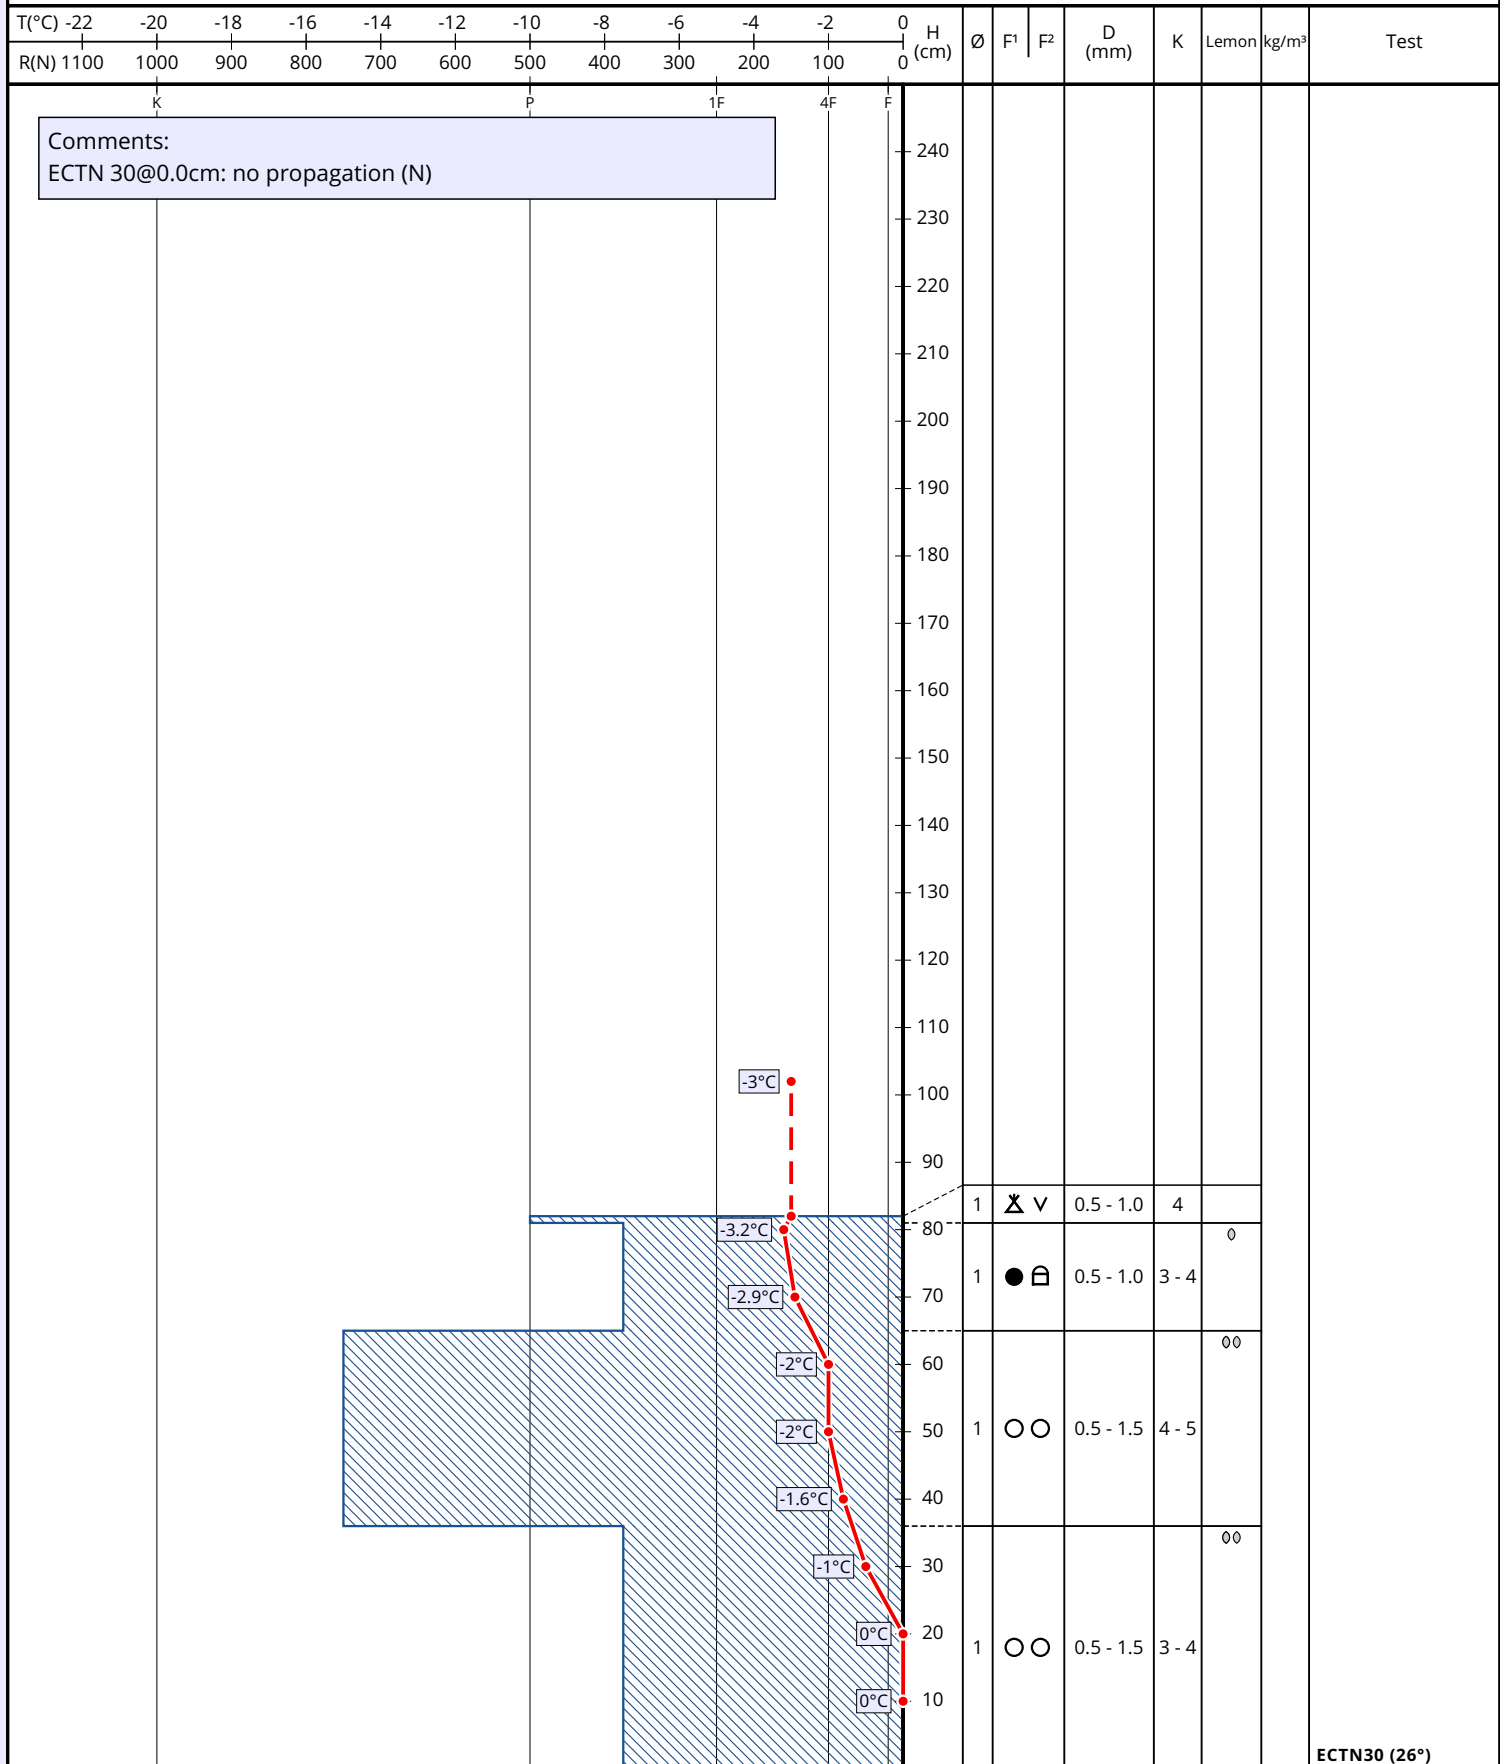 T(°C) -22 -20 -18 -16 -14 -12 -10 -8 -6 -4 -2 0
R(N) 1100 1000 900 800 700 600 500 400 300 200 100 0
H (cm) Ø F¹ F² D (mm) K Lemon kg/m³ Test
K P 1F 4F F
Comments:
ECTN 30@0.0cm: no propagation (N)
240
230
220
210
200
190
180
170
160
150
140
130
120
110
-3°C
100
90
1 0.5 - 1.0 4
-3.2°C 80
1 0.5 - 1.0 3 - 4
-2.9°C 70
-2°C 60
-2°C 50
1 0.5 - 1.5 4 - 5
-1.6°C 40
-1°C 30
0°C 20
1 0.5 - 1.5 3 - 4
0°C 10
ECTN30 (26°)